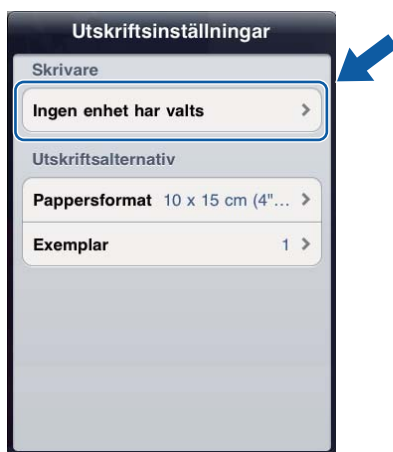 Utskriftsinställningar
Skrivare
Ingen enhet har valts
Utskriftsalternativ
Pappersformat 10 x 15 cm (4"...
Exemplar 1